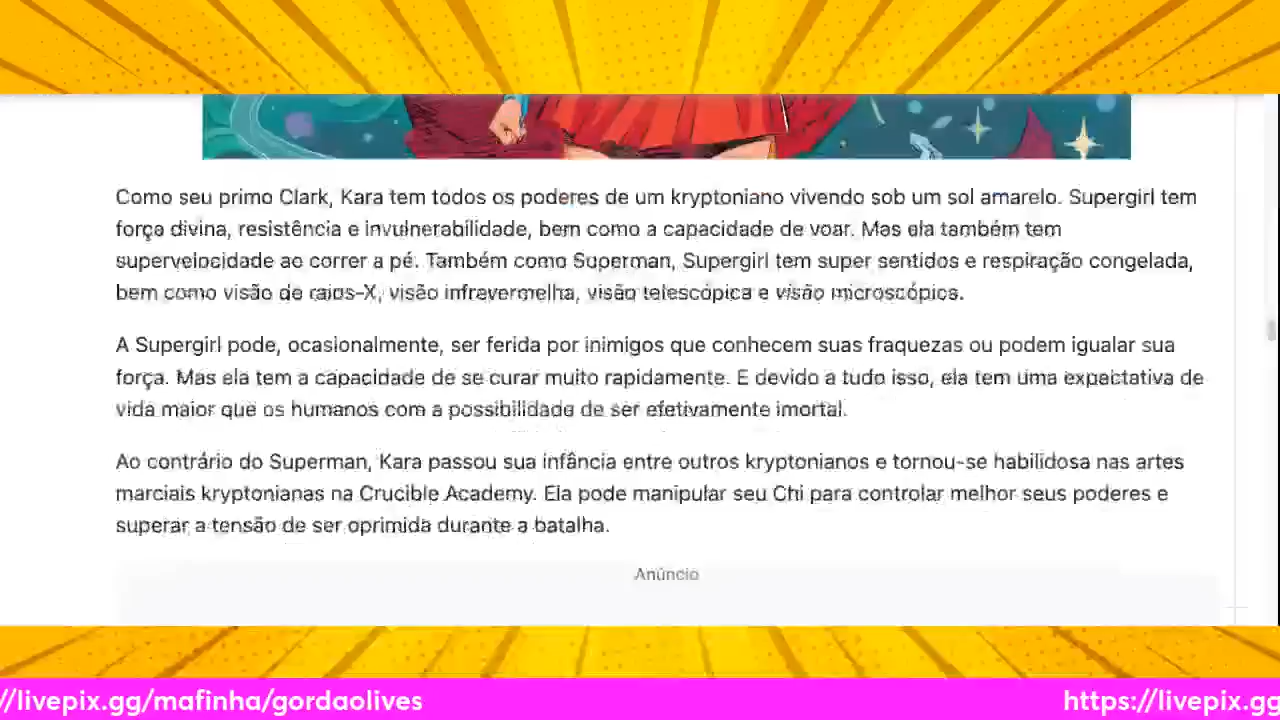 Como seu primo Clark, Kara tem todos os poderes de um kryptoniano vivendo sob um sol amarelo. Supergirl tem
força divina, resistência e invulnerabilidade, bem como a capacidade de voar. Mas ela também tem
supervelocidade ao correr a pé. Também como Superman, Supergirl tem super sentidos e respiração congelada,
bem como visão de raios-X, visão infravermelha, visão telescópica e visão microscópica.
A Supergirl pode, ocasionalmente, ser ferida por inimigos que conhecem suas fraquezas ou podem igualar sua
força. Mas ela tem a capacidade de se curar muito rapidamente. E devido a tudo isso, ela tem uma expectativa de
vida maior que os humanos com a possibilidade de ser efetivamente imortal.
Ao contrário do Superman, Kara passou sua infância entre outros kryptonianos e tornou-se habilidosa nas artes
marciais kryptonianas na Crucible Academy. Ela pode manipular seu Chi para controlar melhor seus poderes e
superar a tensão de ser oprimida durante a batalha.
Anúncio
//livepix.gg/mafinha/gordaolives https://livepix.gg